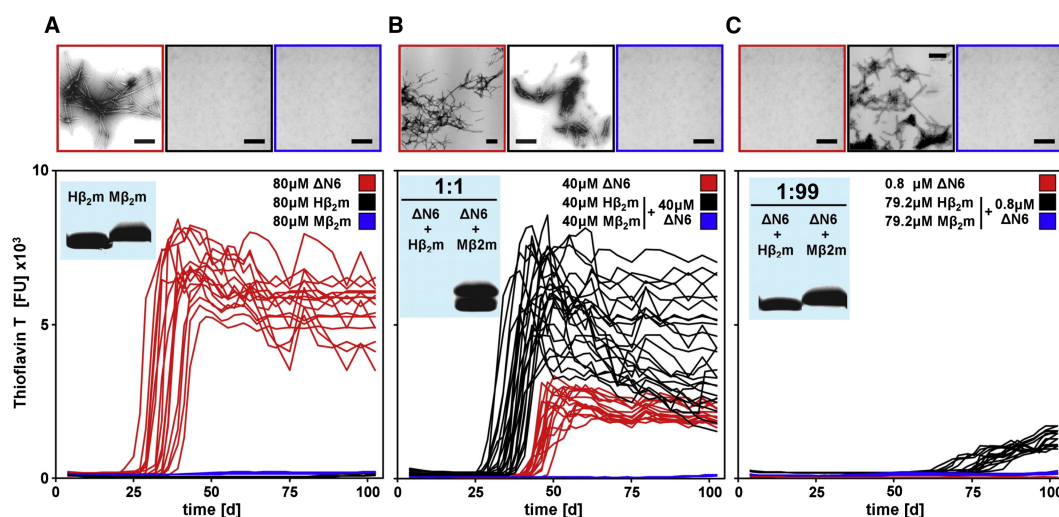 A
B
C
Thioflavin T [FU] x10³
10
5
0
Hβ₂m Mβ₂m
80μM ΔN6
80μM Hβ₂m
80μM Mβ₂m
0 25 50 75 100
time [d]
1:1
ΔN6 ΔN6
+ +
Hβ₂m Mβ2m
40μM ΔN6
40μM Hβ₂m + 40μM
40μM Mβ₂m ΔN6
0 25 50 75 100
time [d]
1:99
ΔN6 ΔN6
+ +
Hβ₂m Mβ2m
0.8 μM ΔN6
79.2μM Hβ₂m + 0.8μM
79.2μM Mβ₂m ΔN6
0 25 50 75 100
time [d]